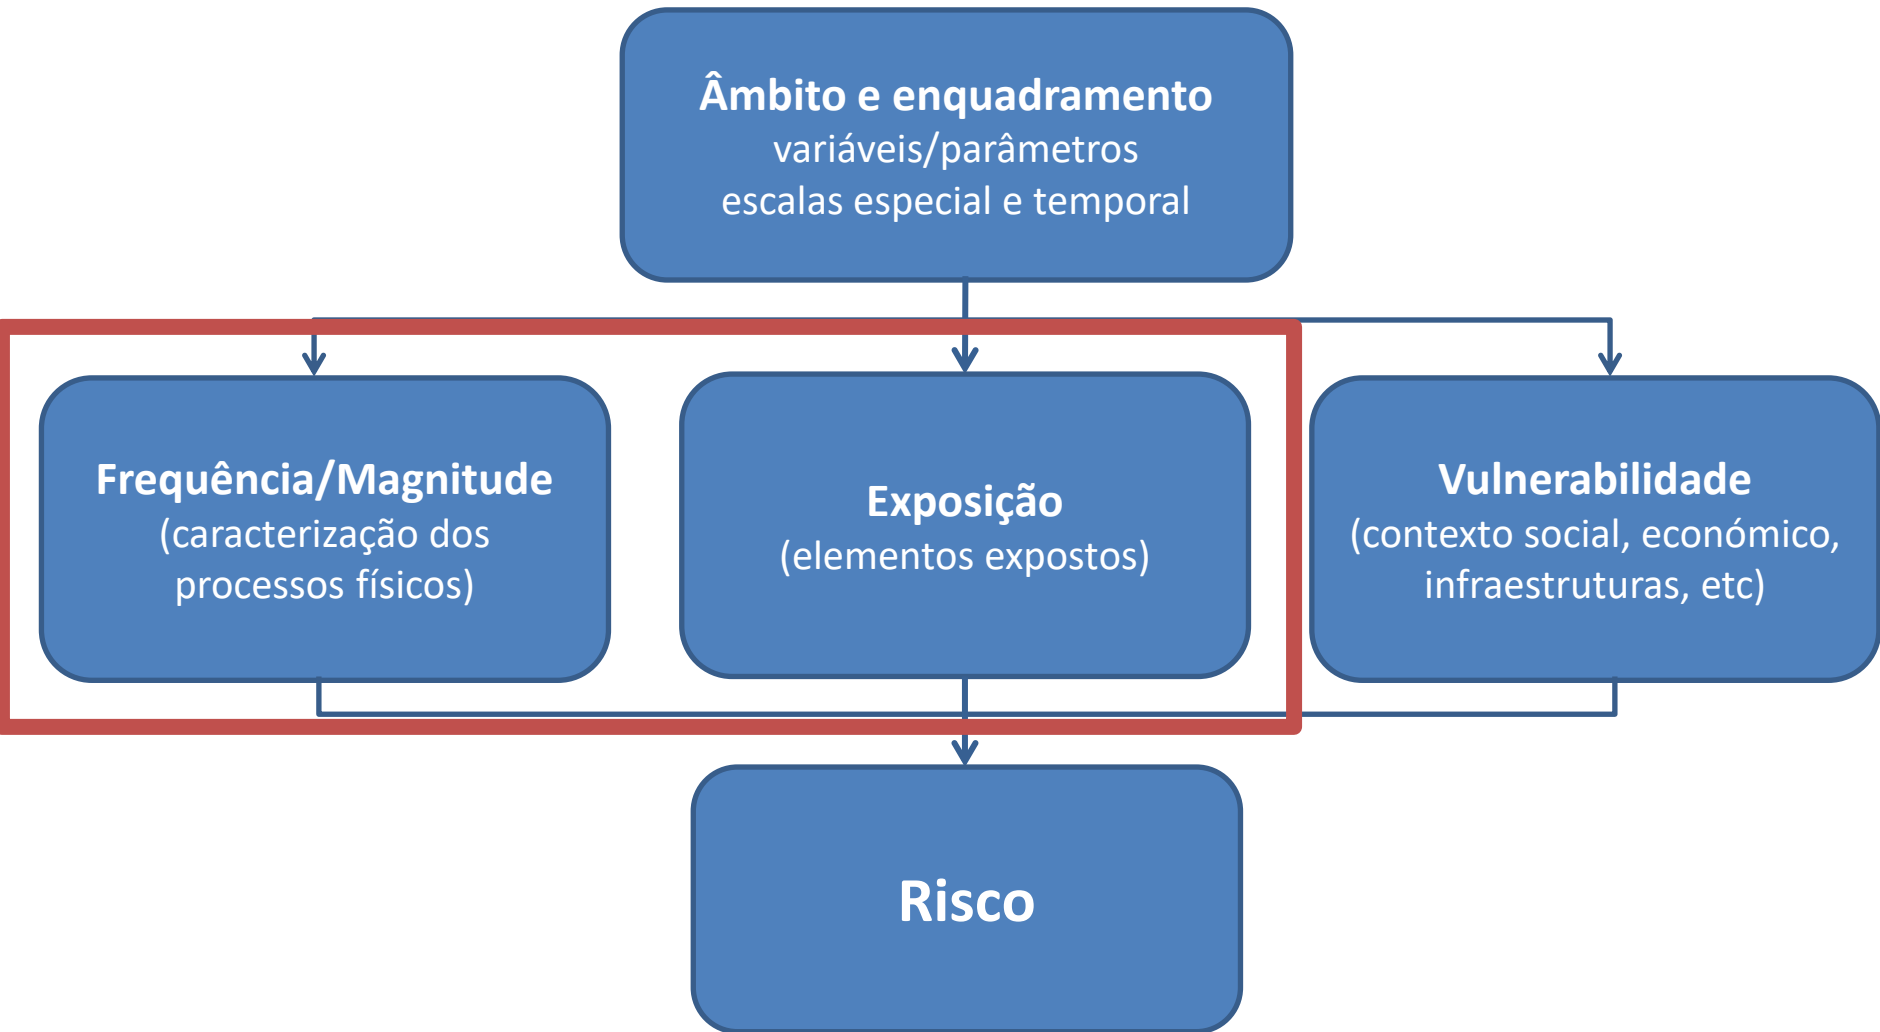 Âmbito e enquadramento
variáveis/parâmetros
escalas especial e temporal
Frequência/Magnitude
(caracterização dos
processos físicos)
Exposição
(elementos expostos)
Vulnerabilidade
(contexto social, económico,
infraestruturas, etc)
Risco